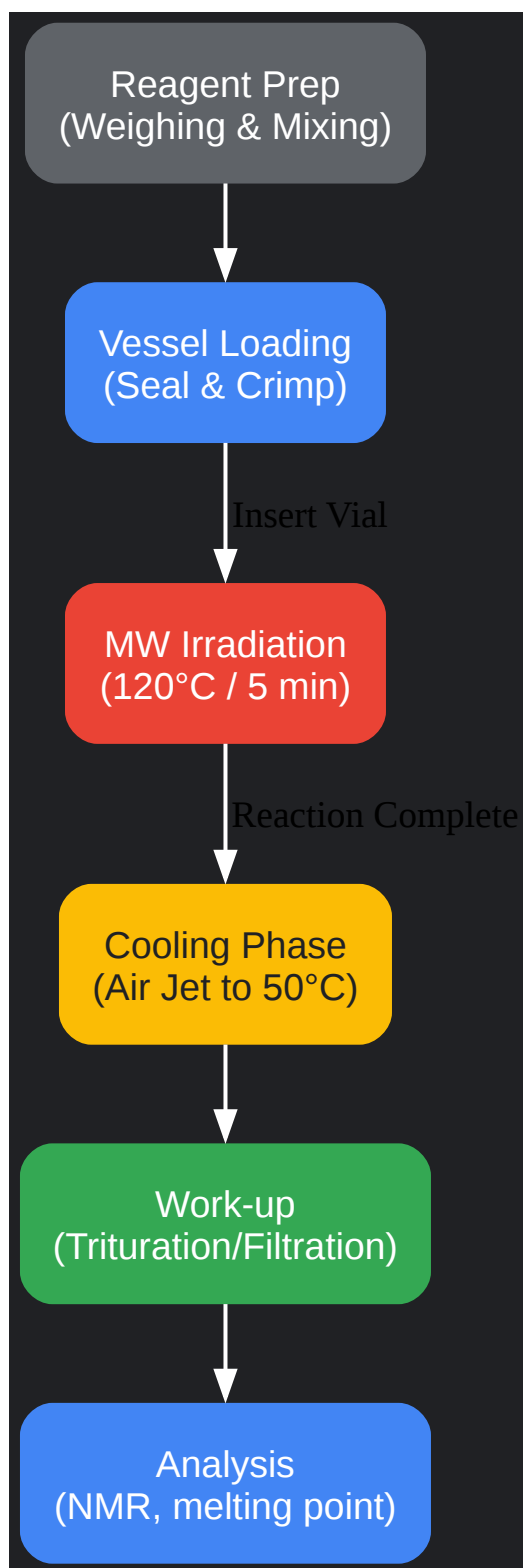 Reagent Prep
(Weighing & Mixing)
Vessel Loading
(Seal & Crimp)
Insert Vial
MW Irradiation
(120°C / 5 min)
Reaction Complete
Cooling Phase
(Air Jet to 50°C)
Work-up
(Trituration/Filtration)
Analysis
(NMR, melting point)